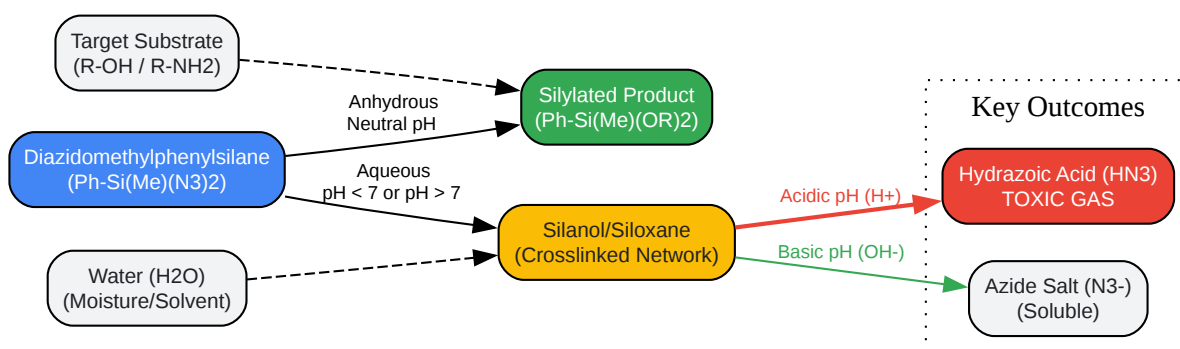 Target Substrate
(R-OH / R-NH2)
Diazidomethylphenylsilane
(Ph-Si(Me)(N3)2)
Water (H2O)
(Moisture/Solvent)
Anhydrous
Neutral pH
Aqueous
pH < 7 or pH > 7
Silylated Product
(Ph-Si(Me)(OR)2)
Silanol/Siloxane
(Crosslinked Network)
Acidic pH (H+)
Basic pH (OH-)
Key Outcomes
Hydrazoic Acid (HN3)
TOXIC GAS
Azide Salt (N3-)
(Soluble)